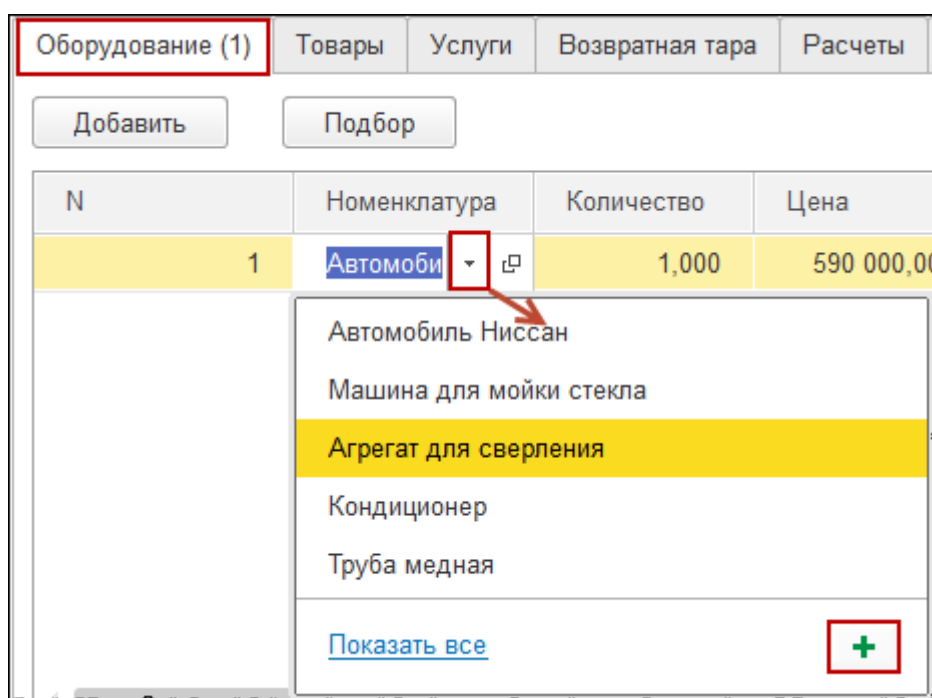 Оборудование (1) Товары Услуги Возвратная тара Расчеты
Добавить Подбор
N Номенклатура Количество Цена
1 Автомоби 1,000 590 000,00
Автомобиль Ниссан
Машина для мойки стекла
Агрегат для сверления
Кондиционер
Труба медная
Показать все